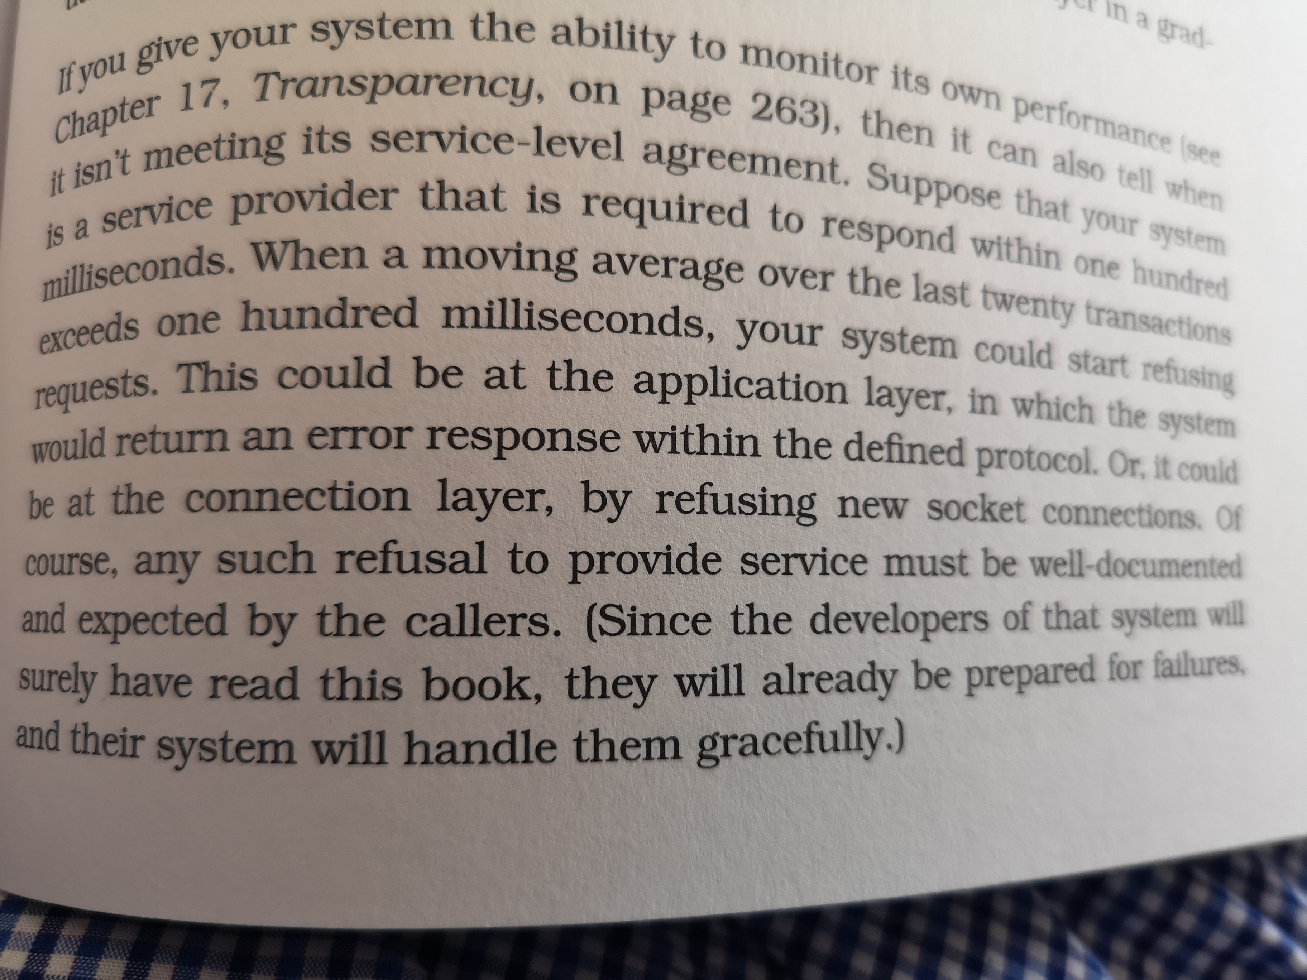 in a grad-
If you give your system the ability to monitor its own performance (see
Chapter 17, Transparency, on page 263), then it can also tell when
it isn't meeting its service-level agreement. Suppose that your system
is a service provider that is required to respond within one hundred
milliseconds. When a moving average over the last twenty transactions
exceeds one hundred milliseconds, your system could start refusing
requests. This could be at the application layer, in which the system
would return an error response within the defined protocol. Or, it could
be at the connection layer, by refusing new socket connections. Of
course, any such refusal to provide service must be well-documented
and expected by the callers. (Since the developers of that system will
surely have read this book, they will already be prepared for failures,
and their system will handle them gracefully.)